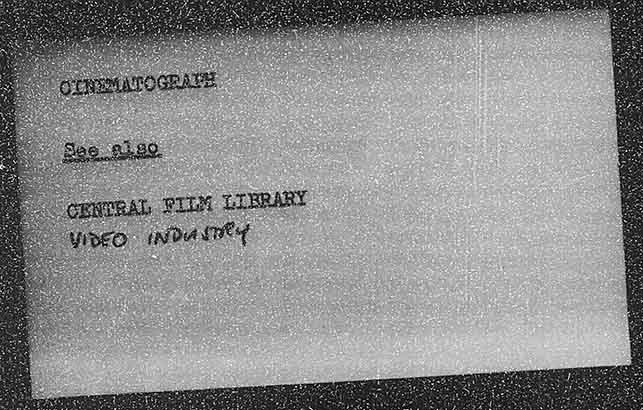 CINEMATOGRAPH
See also
CENTRAL FILM LIBRARY
VIDEO INDUSTRY